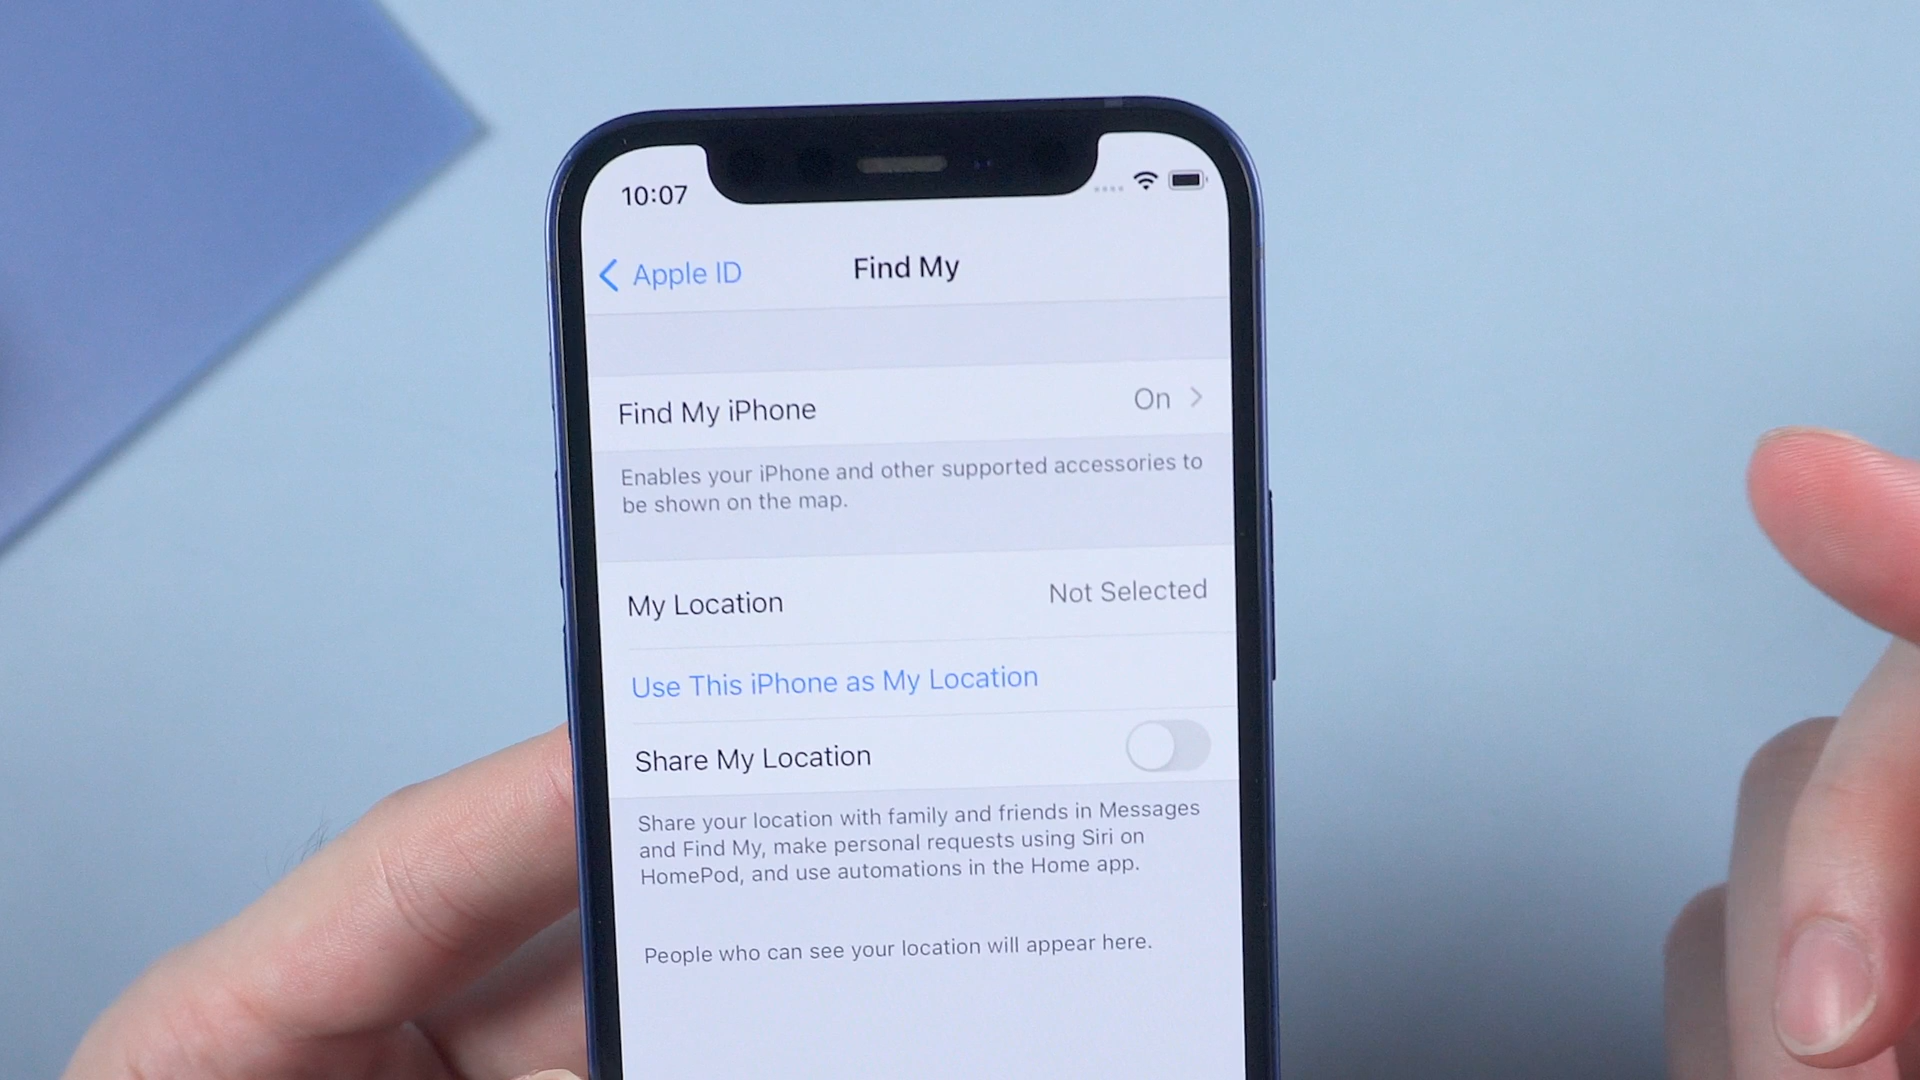 10:07
Apple ID
Find My
Find My iPhone
On
Enables your iPhone and other supported accessories to
be shown on the map.
My Location
Not Selected
Use This iPhone as My Location
Share My Location
Share your location with family and friends in Messages
and Find My, make personal requests using Siri on
HomePod, and use automations in the Home app.
People who can see your location will appear here.